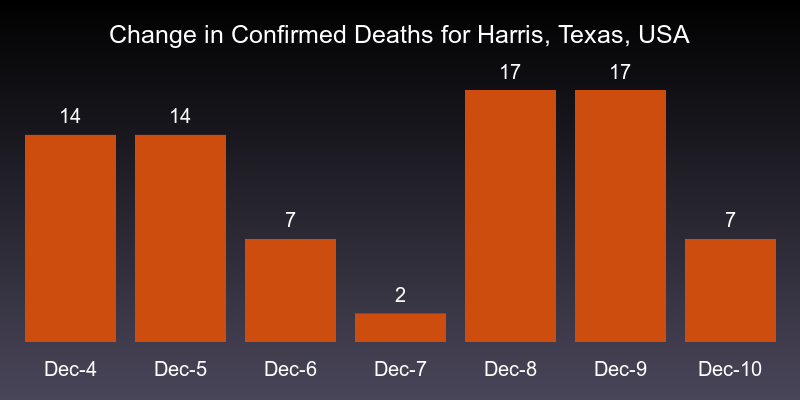 Change in Confirmed Deaths for Harris, Texas, USA
17 17
14 14
7 7
2
Dec-4 Dec-5 Dec-6 Dec-7 Dec-8 Dec-9 Dec-10